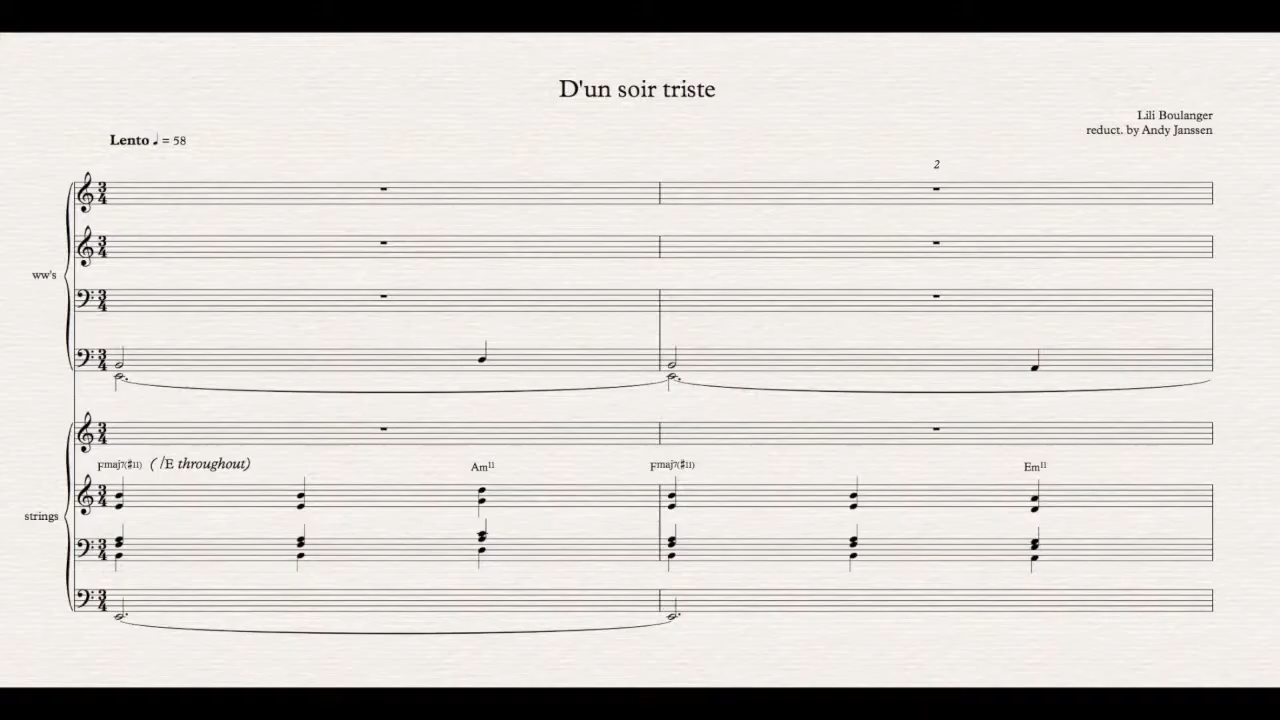 D'un soir triste
Lili Boulanger
reduct. by Andy Janssen
Lento ♩ = 58
2
ww's
Fmaj7(#11) ( /E throughout) Am11 Fmaj7(#11) Em11
strings